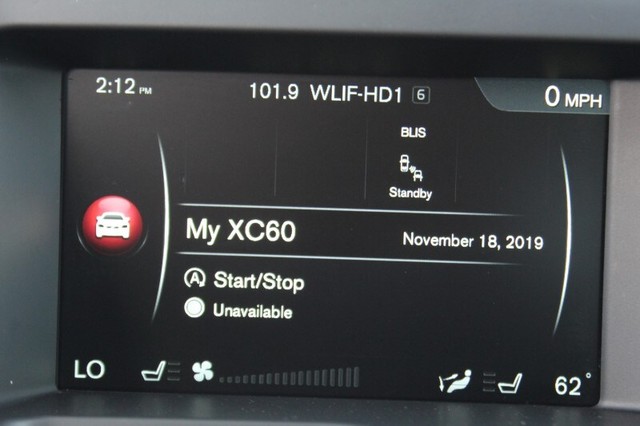 2:12 PM 101.9 WLIF-HD1 6 0 MPH
BLIS
Standby
My XC60 November 18, 2019
A Start/Stop
Unavailable
LO 62°